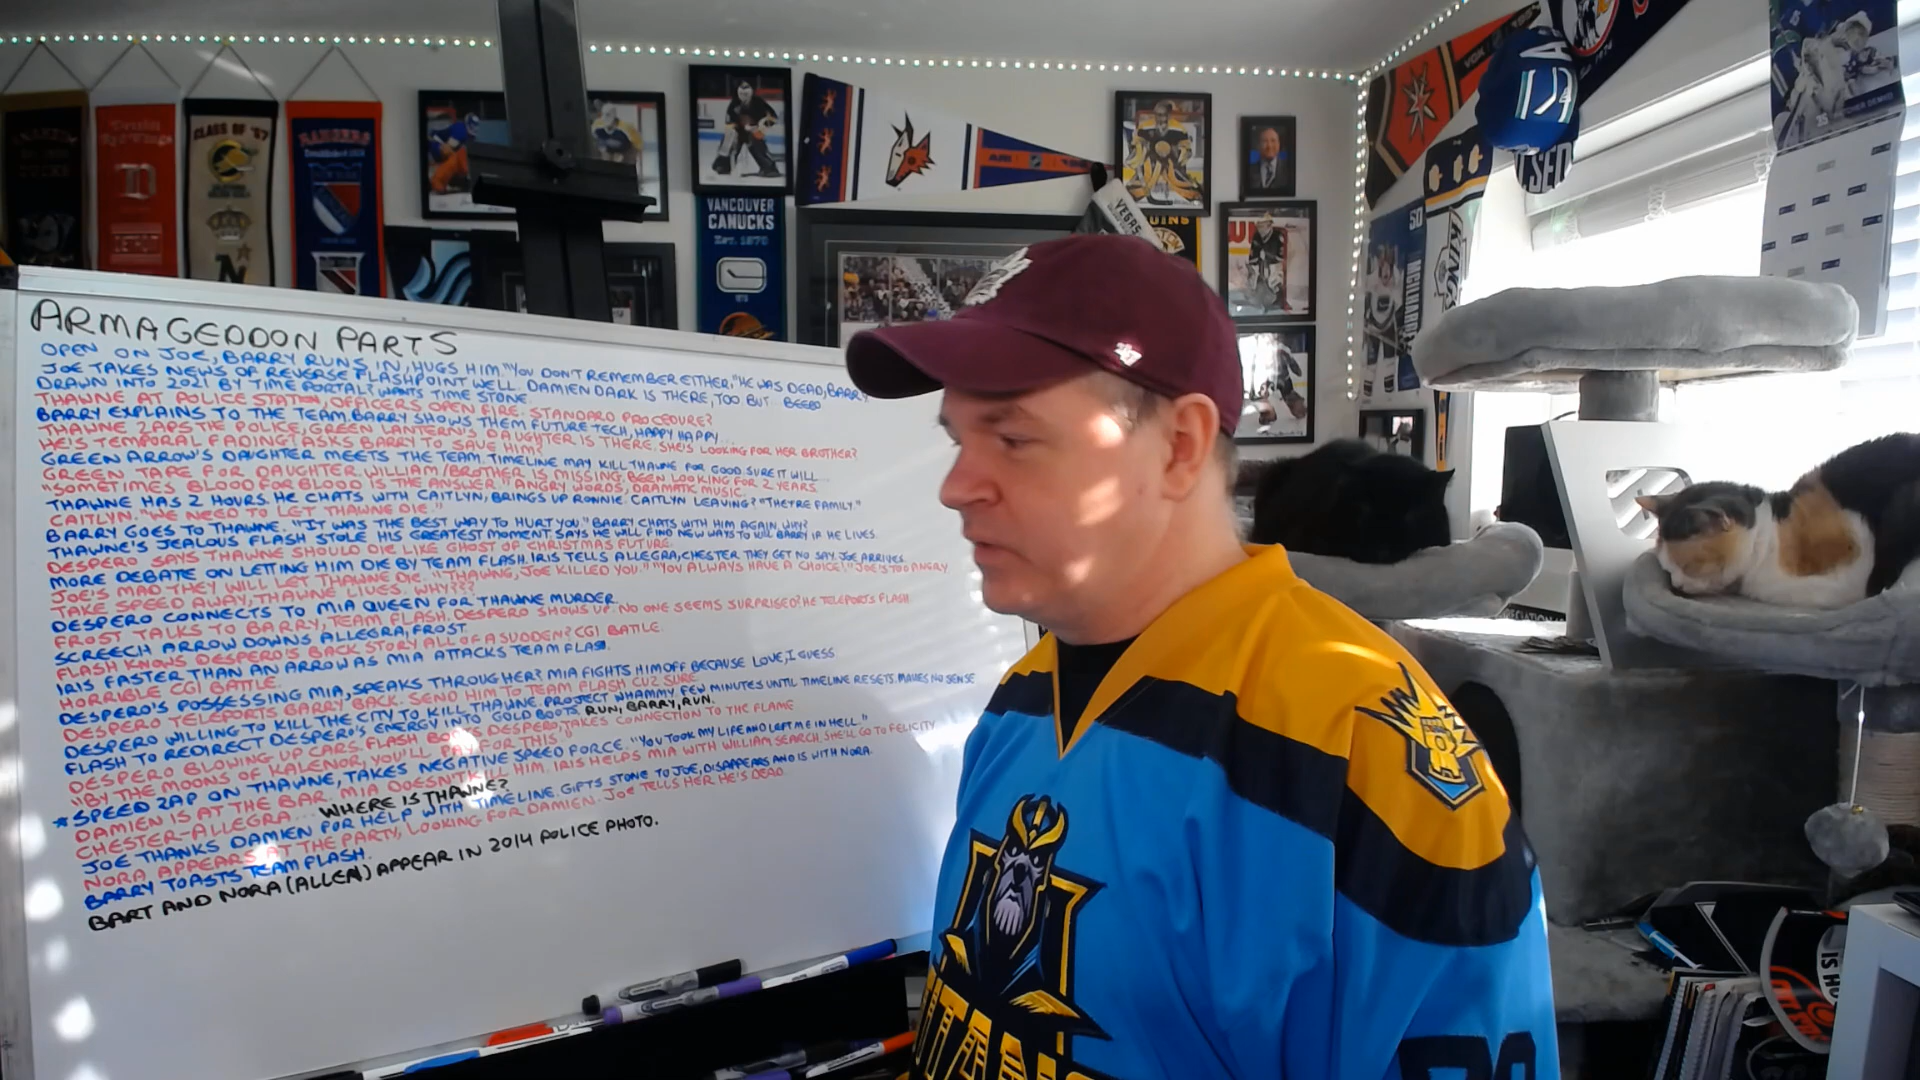 ARMAGEDDON PARTS
OPEN ON JOE, BARRY RUNS IN, HUGS HIM. "YOU DON'T REMEMBER EITHER." HE WAS DEAD, BARRY
JOE TAKES NEWS OF REVERSE FLASHPOINT WELL. DAMIEN DARK IS THERE, TOO BUT... BEEBO
DRAWN INTO 2021 BY TIME PORTAL? WANTS TIME STONE.
THAWNE AT POLICE STATION, OFFICERS OPEN FIRE. STANDARD PROCEDURE?
BARRY EXPLAINS TO THE TEAM. BARRY SHOWS THEM FUTURE TECH, HAPPY HAPPY...
THAWNE ZAPS THE POLICE, GREEN LANTERN'S DAUGHTER IS THERE. SHE'S LOOKING FOR HER BROTHER?
HE'S TEMPORAL FADING? ASKS BARRY TO SAVE HIM?
GREEN ARROW'S DAUGHTER MEETS THE TEAM. TIMELINE MAY KILL THAWNE FOR GOOD. SURE IT WILL...
GREEN TAPE FOR DAUGHTER. WILLIAM/BROTHER IS MISSING. BEEN LOOKING FOR 2 YEARS.
"SOMETIMES BLOOD FOR BLOOD IS THE ANSWER." ANGRY WORDS, DRAMATIC MUSIC.
THAWNE HAS 2 HOURS. HE CHATS WITH CAITLYN, BRINGS UP RONNIE. CAITLYN LEAVING? "THEY'RE FAMILY"
CAITLYN. "WE NEED TO LET THAWNE DIE."
BARRY GOES TO THAWNE. "IT WAS THE BEST WAY TO HURT YOU." BARRY CHATS WITH HIM AGAIN. WHY?
THAWNE'S JEALOUS FLASH STOLE HIS GREATEST MOMENT. SAYS HE WILL FIND NEW WAYS TO KILL BARRY IF HE LIVES.
DESPERO SAYS THAWNE SHOULD DIE LIKE GHOST OF CHRISTMAS FUTURE.
MORE DEBATE ON LETTING HIM DIE BY TEAM FLASH. IRIS TELLS ALLEGRA, CHESTER THEY GET NO SAY. JOE ARRIVES.
JOE'S MAD THEY WILL LET THAWNE DIE. "THAWNE, JOE KILLED YOU." "YOU ALWAYS HAVE A CHOICE." JOE'S TOO ANGRY
TAKE SPEED AWAY, THAWNE LIVES. WHY???
DESPERO CONNECTS TO MIA QUEEN FOR THAWNE MURDER.
FROST TALKS TO BARRY, TEAM FLASH. DESPERO SHOWS UP. NO ONE SEEMS SURPRISED? HE TELEPORTS FLASH
SCREECH ARROW DOWNS ALLEGRA, FROST.
FLASH KNOWS DESPERO'S BACK STORY ALL OF A SUDDEN? CGI BATTLE.
IRIS FASTER THAN AN ARROW AS MIA ATTACKS TEAM FLASH.
HORRIBLE CGI BATTLE.
DESPERO'S POSSESSING MIA, SPEAKS THROUGH HER? MIA FIGHTS HIM OFF BECAUSE LOVE, I GUESS
DESPERO TELEPORTS BARRY BACK. SEND HIM TO TEAM FLASH CUZ SURE.
DESPERO WILLING TO KILL THE CITY TO KILL THAWNE. PROJECT WHAMMY. FEW MINUTES UNTIL TIMELINE RESETS. MAKES NO SENSE
FLASH TO REDIRECT DESPERO'S ENERGY INTO GOLD BOOTS. RUN, BARRY, RUN.
DESPERO BLOWING UP CARS. FLASH DESPERO, TAKES CONNECTION TO THE FLAME
"BY THE MOONS OF KALENOR, YOU'LL PAY FOR THIS."
*SPEED ZAP ON THAWNE, TAKES NEGATIVE SPEED FORCE. "YOU TOOK MY LIFE AND LEFT ME IN HELL."
DAMIEN IS AT THE BAR. MIA DOESN'T KILL HIM. IRIS HELPS MIA WITH WILLIAM SEARCH. SHE'LL GO TO FELICITY
CHESTER-ALLEGRA... WHERE IS THAWNE?
JOE THANKS DAMIEN FOR HELP WITH TIMELINE. GIFTS STONE TO JOE, DISAPPEARS AND IS WITH NORA.
NORA APPEARS AT THE PARTY, LOOKING FOR DAMIEN. JOE TELLS HER HE'S DEAD.
BARRY TOASTS TEAM FLASH.
BART AND NORA (ALLEN) APPEAR IN 2014 POLICE PHOTO.
CLASS OF '67
RANGERS
VANCOUVER
CANUCKS
EST. 1970
VEGAS
ARI
KINGS
50
47
TITANS
IS HO